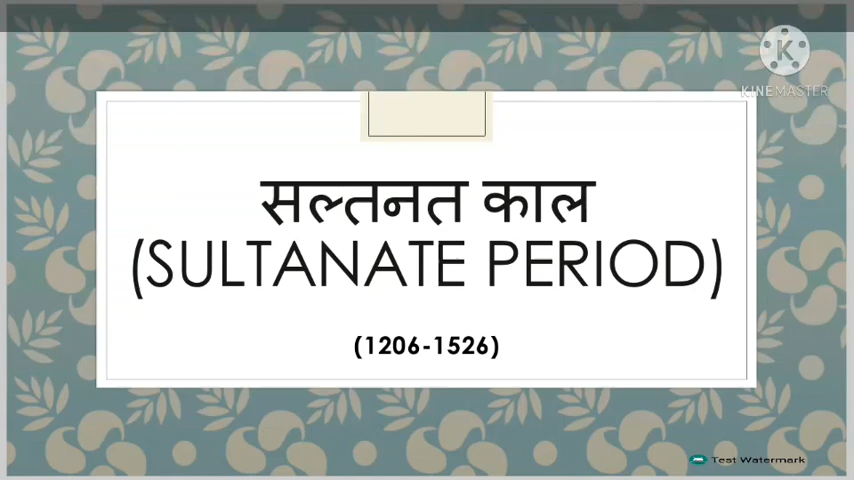 K
KINEMASTER
सल्तनत काल
(SULTANATE PERIOD)
(1206-1526)
Test Watermark